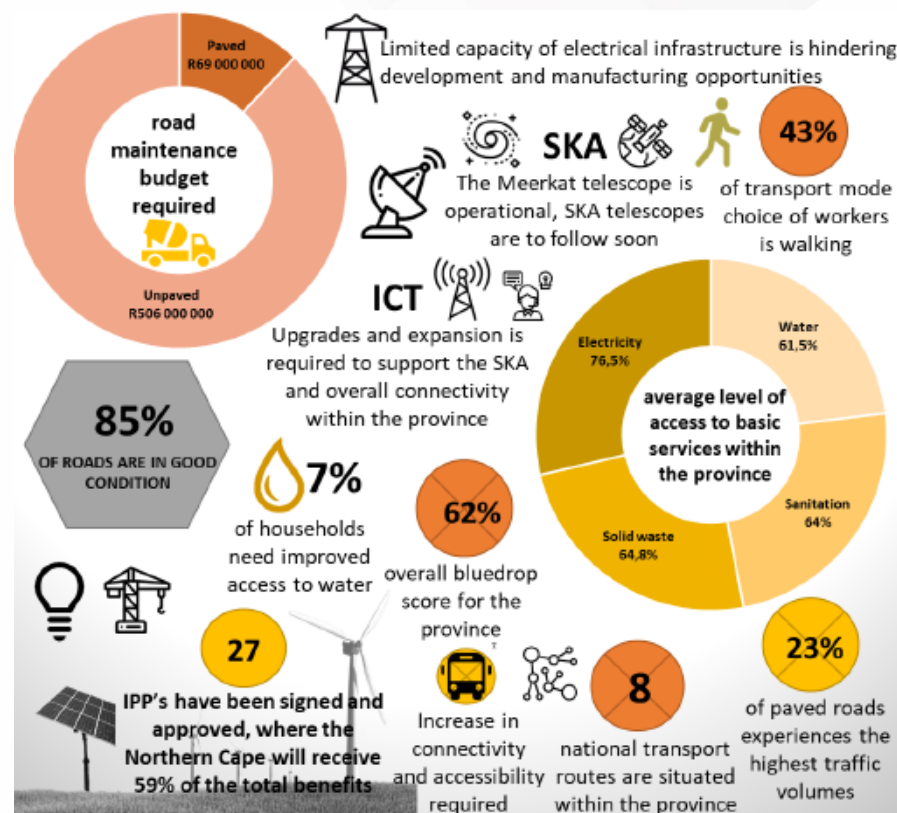 Paved
R69 000 000
road
maintenance
budget
required
Unpaved
R506 000 000
Limited capacity of electrical infrastructure is hindering
development and manufacturing opportunities
SKA
The Meerkat telescope is
operational, SKA telescopes
are to follow soon
43%
of transport mode
choice of workers
is walking
ICT
Upgrades and expansion is
required to support the SKA
and overall connectivity
within the province
Electricity
76,5%
Water
61,5%
average level of
access to basic
services within
the province
Sanitation
64%
Solid waste
64,8%
85%
OF ROADS ARE IN GOOD
CONDITION
7%
of households
need improved
access to water
62%
overall bluedrop
score for the
province
27
IPP's have been signed and
approved, where the
Northern Cape will receive
59% of the total benefits
Increase in
connectivity
and accessibility
required
8
national transport
routes are situated
within the province
23%
of paved roads
experiences the
highest traffic
volumes